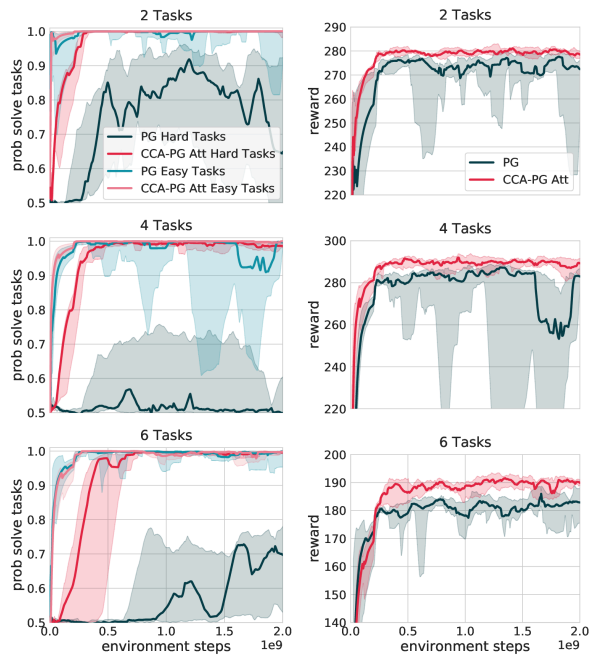 2 Tasks
prob solve tasks
1.0
0.9
0.8
0.7
0.6
0.5
PG Hard Tasks
CCA-PG Att Hard Tasks
PG Easy Tasks
CCA-PG Att Easy Tasks
2 Tasks
reward
290
280
270
260
250
240
230
220
PG
CCA-PG Att
4 Tasks
prob solve tasks
1.0
0.9
0.8
0.7
0.6
0.5
4 Tasks
reward
300
280
260
240
220
6 Tasks
prob solve tasks
1.0
0.9
0.8
0.7
0.6
0.5
0.0 0.5 1.0 1.5 2.0
environment steps
1e9
6 Tasks
reward
200
190
180
170
160
150
140
0.0 0.5 1.0 1.5 2.0
environment steps
1e9